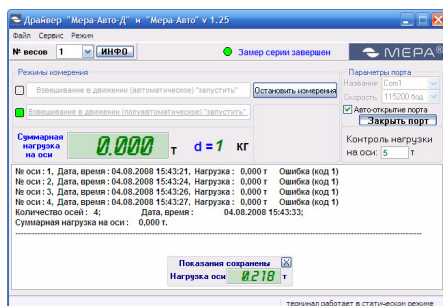 Драйвер "Мера-Авто-Д" и "Мера-Авто" v 1.25
Файл Сервис Режим
№ весов 1 ИНФО Замер серии завершен МЕРА®
Режимы измерения
Параметры порта
Взвешивание в движении (автоматическое) "запустить"
Остановить измерения
Название Com1
Скорость 115200 бод
Взвешивание в движении (полуавтоматическое) "запустить"
Авто-открытие порта
Закрыть порт
Суммарная нагрузка на оси 0.000 т d = 1 кг
Контроль нагрузки на оси: 5 т
№ оси : 1, Дата, время : 04.08.2008 15:43:21, Нагрузка : 0,000 т Ошибка (код 1)
№ оси : 2, Дата, время : 04.08.2008 15:43:24, Нагрузка : 0,000 т Ошибка (код 1)
№ оси : 3, Дата, время : 04.08.2008 15:43:26, Нагрузка : 0,000 т Ошибка (код 1)
№ оси : 4, Дата, время : 04.08.2008 15:43:27, Нагрузка : 0,000 т Ошибка (код 1)
Количество осей : 4; Дата, время : 04.08.2008 15:43:33;
Суммарная нагрузка на оси : 0,000 т.
Показания сохранены
Нагрузка оси 0.218 т
терминал работает в статическом режиме